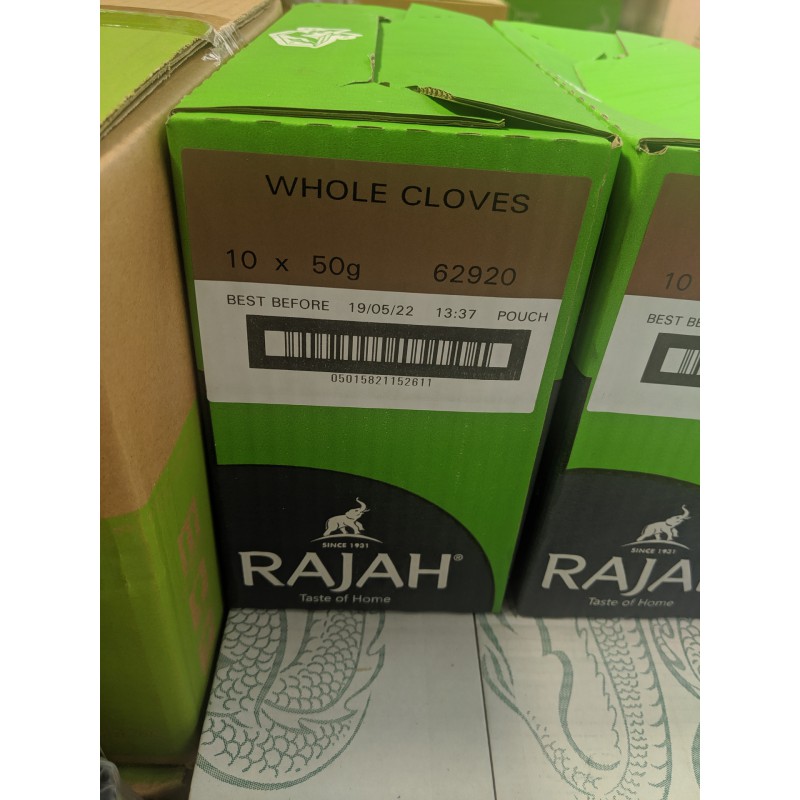 WHOLE CLOVES
10 x 50g 62920
BEST BEFORE 19/05/22 13:37 POUCH
05015821152611
SINCE 1931
RAJAH®
Taste of Home
10
BEST BE
SINCE 1931
RAJA
Taste of Home